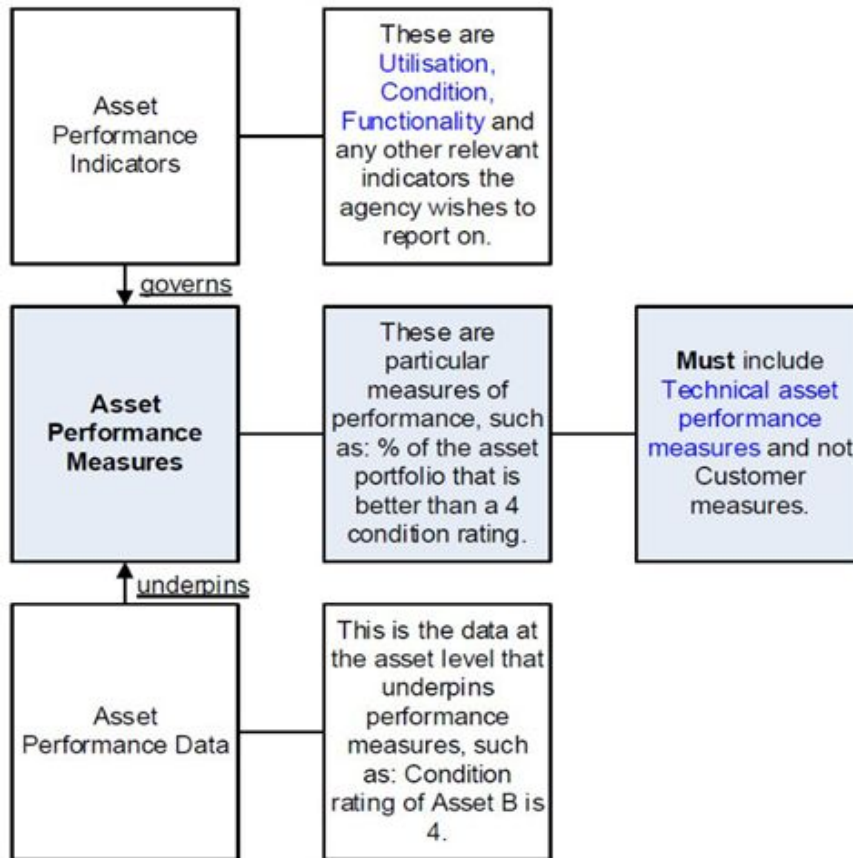 Asset
Performance
Indicators
These are
Utilisation,
Condition,
Functionality and
any other relevant
indicators the
agency wishes to
report on.
governs
Asset
Performance
Measures
These are
particular
measures of
performance, such
as: % of the asset
portfolio that is
better than a 4
condition rating.
Must include
Technical asset
performance
measures and not
Customer
measures.
underpins
Asset
Performance Data
This is the data at
the asset level that
underpins
performance
measures, such
as: Condition
rating of Asset B is
4.